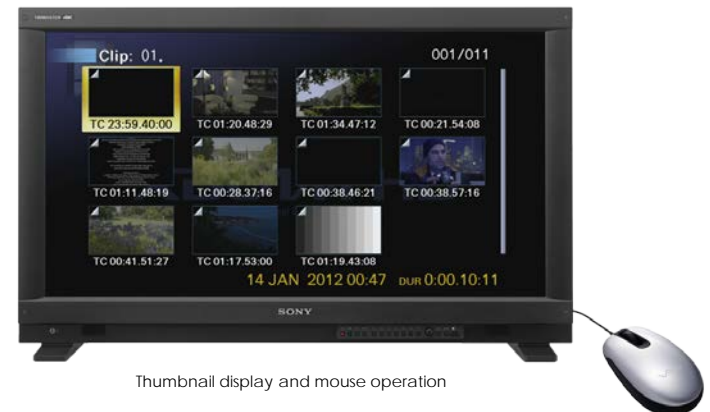 Clip: 01.
001/011
TC 23:59.40:00
TC 01:20.48:29
TC 01:34.47:12
TC 00:21.54:08
TC 01:11.48:19
TC 00:28.37:16
TC 00:38.46:21
TC 00:38.57:16
TC 00:41.51:27
TC 01:17.53:00
TC 01:19.43:08
14 JAN 2012 00:47
DUR 0:00.10:11
SONY
Thumbnail display and mouse operation